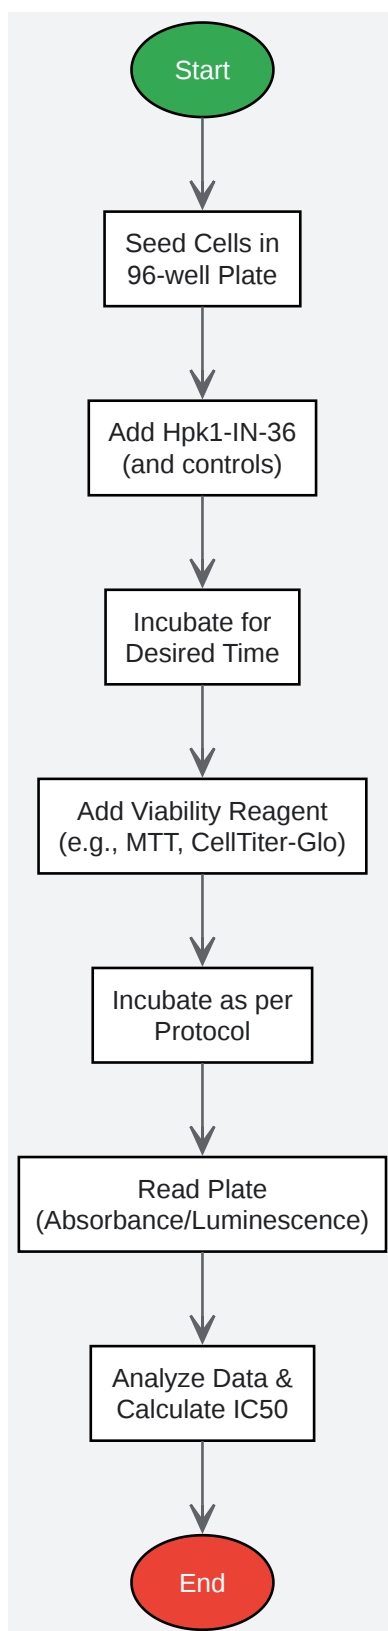 Start
Seed Cells in
96-well Plate
Add Hpk1-IN-36
(and controls)
Incubate for
Desired Time
Add Viability Reagent
(e.g., MTT, CellTiter-Glo)
Incubate as per
Protocol
Read Plate
(Absorbance/Luminescence)
Analyze Data &
Calculate IC50
End